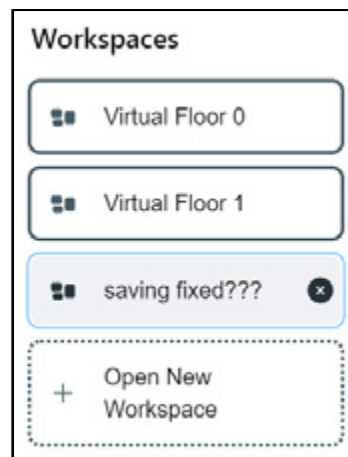 Workspaces
Virtual Floor 0
Virtual Floor 1
saving fixed???
Open New
Workspace